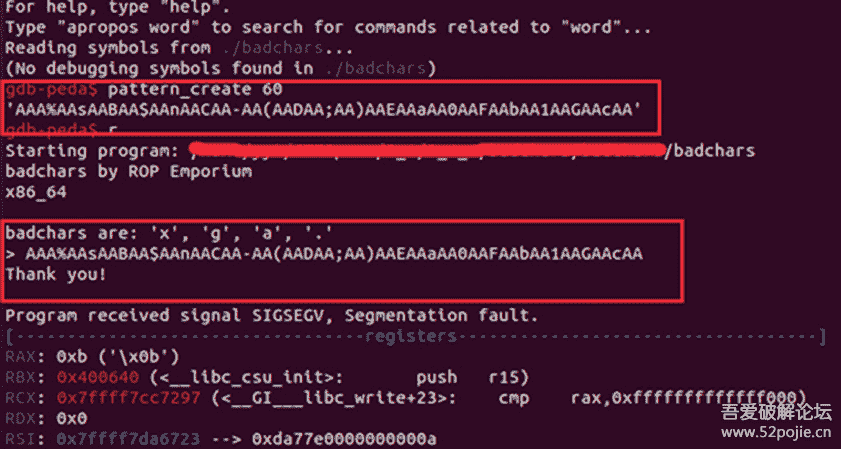 For help, type "help".
Type "apropos word" to search for commands related to "word"...
Reading symbols from ./badchars...
(No debugging symbols found in ./badchars)
gdb-peda$ pattern_create 60
'AAA%AAsAABAA$AAnAACAA-AA(AADAA;AA)AAEAAaAA0AAFAAbAA1AAGAAcAA'
gdb-peda$ r
Starting program: /badchars
badchars by ROP Emporium
x86_64
badchars are: 'x', 'g', 'a', '.'
> AAA%AAsAABAA$AAnAACAA-AA(AADAA;AA)AAEAAaAA0AAFAAbAA1AAGAAcAA
Thank you!
Program received signal SIGSEGV, Segmentation fault.
[----------------------------------registers-----------------------------------]
RAX: 0xb ('\x0b')
RBX: 0x400640 (<__libc_csu_init>: push r15)
RCX: 0x7ffff7cc7297 (<__GI___libc_write+23>: cmp rax,0xfffffffffffff000)
RDX: 0x0
RSI: 0x7ffff7da6723 --> 0xda77e0000000000a
吾爱破解论坛
www.52pojie.cn